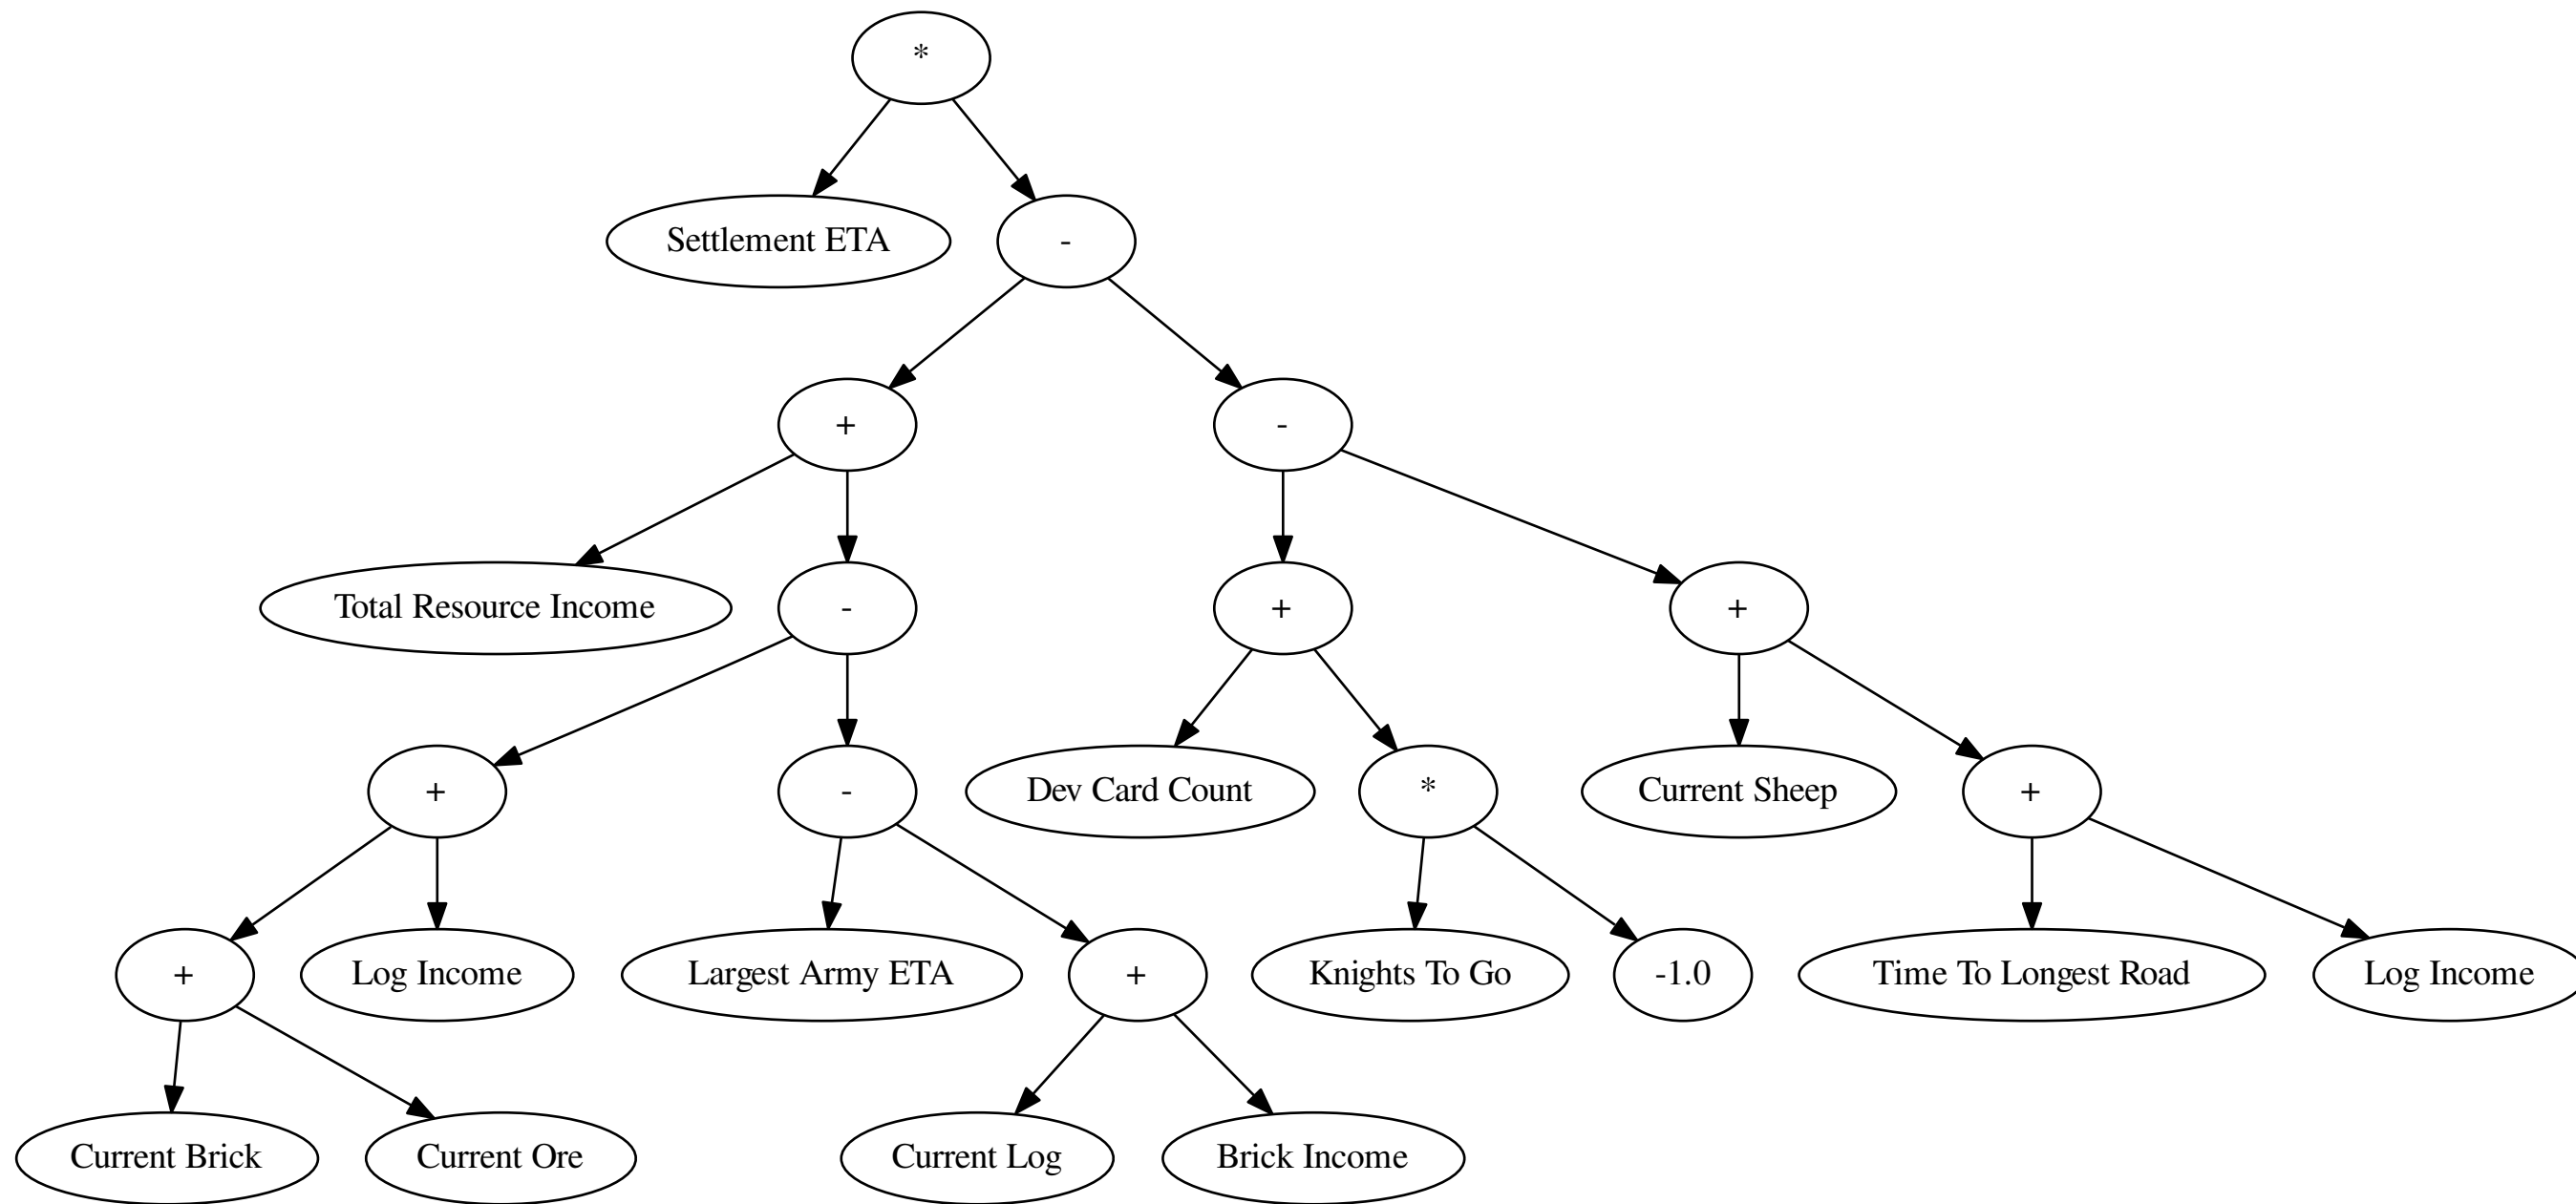 *
Settlement ETA
-
+
-
Total Resource Income
-
+
+
+
-
Dev Card Count
*
Current Sheep
+
+
Log Income
Largest Army ETA
+
Knights To Go
-1.0
Time To Longest Road
Log Income
Current Brick
Current Ore
Current Log
Brick Income